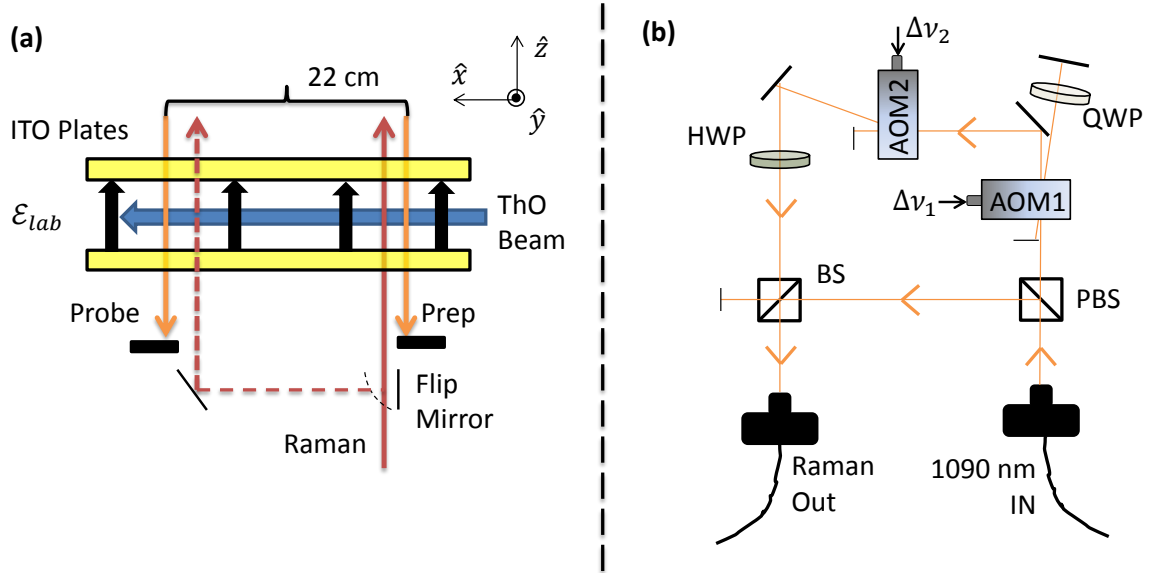 (a)
22 cm
x̂
ẑ
ŷ
ITO Plates
ℰlab
ThO
Beam
Probe
Prep
Flip
Mirror
Raman
(b)
Δν2
AOM2
QWP
HWP
Δν1
AOM1
BS
PBS
Raman
Out
1090 nm
IN